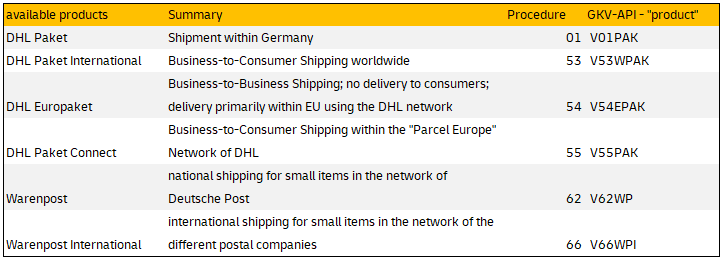 available products Summary Procedure GKV-API - "product"
DHL Paket Shipment within Germany 01 V01PAK
DHL Paket International Business-to-Consumer Shipping worldwide 53 V53WPAK
Business-to-Business Shipping; no delivery to consumers;
DHL Europaket delivery primarily within EU using the DHL network 54 V54EPAK
Business-to-Consumer Shipping within the "Parcel Europe"
DHL Paket Connect Network of DHL 55 V55PAK
national shipping for small items in the network of
Warenpost Deutsche Post 62 V62WP
international shipping for small items in the network of the
Warenpost International different postal companies 66 V66WPI